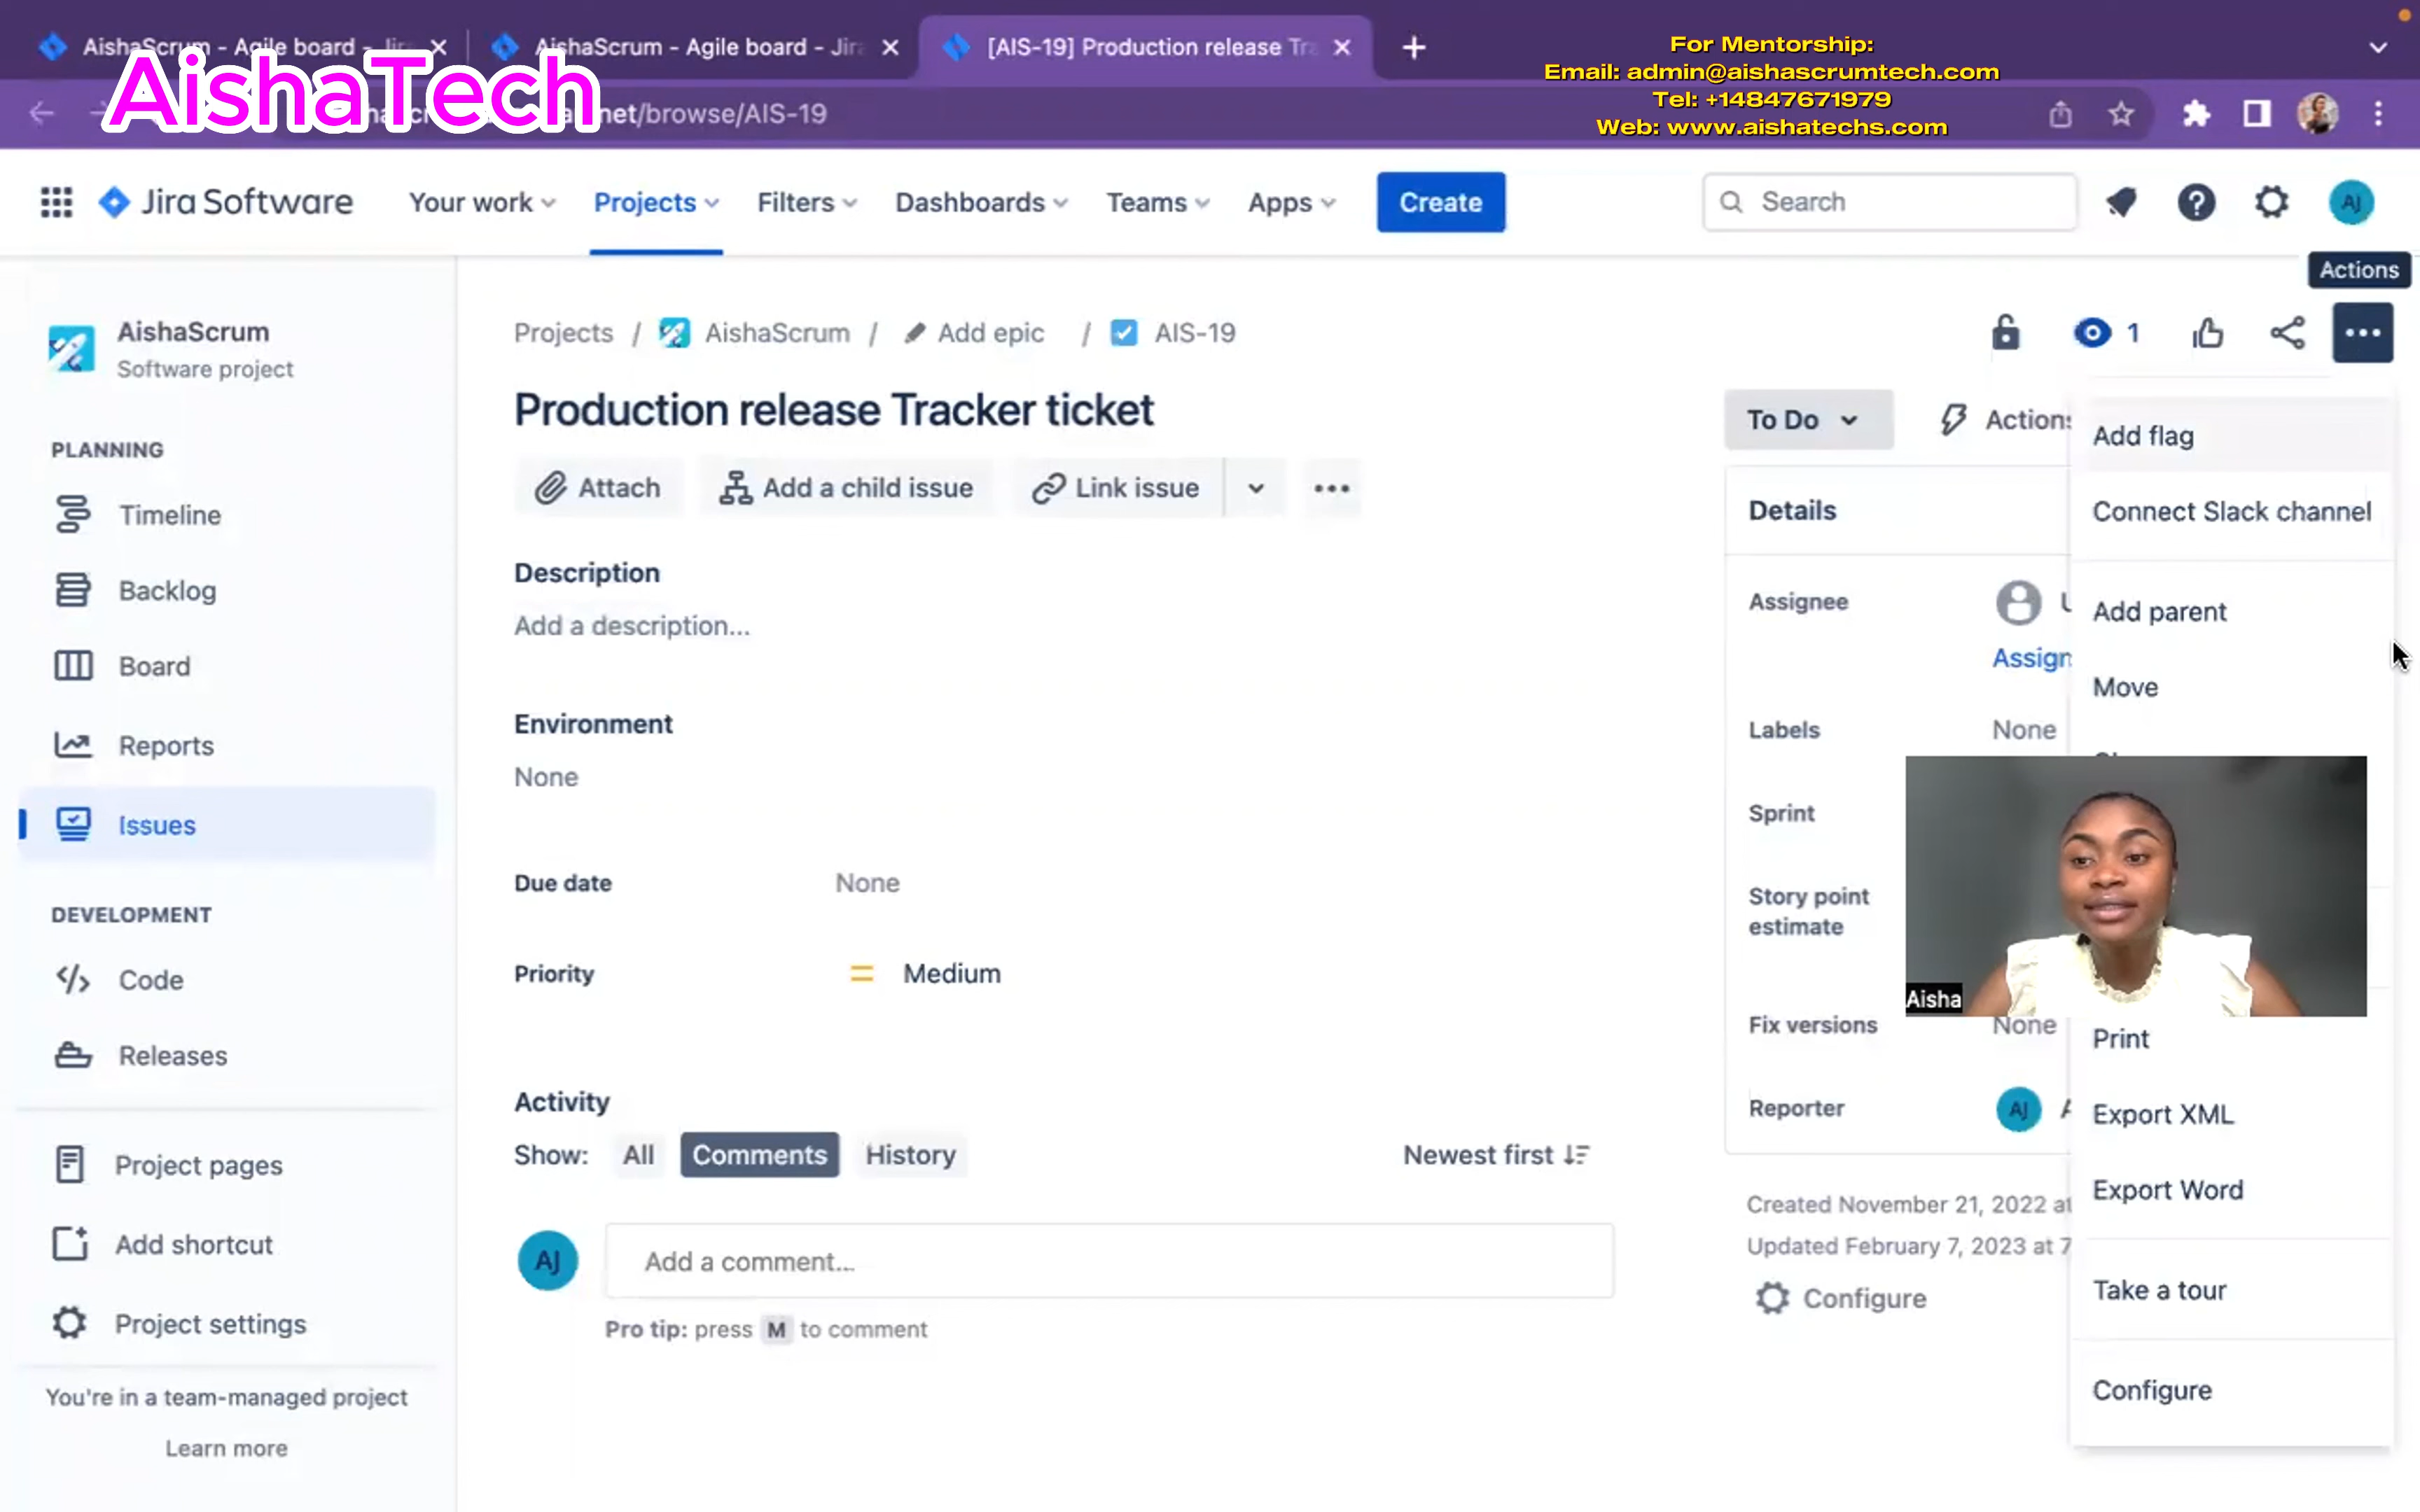 AishaScrum - Agile board - Jira
AishaScrum - Agile board - Jira
[AIS-19] Production release Tra
For Mentorship:
Email: admin@aishascrumtech.com
Tel: +14847671979
Web: www.aishatechs.com
AishaTech
net/browse/AIS-19
Jira Software
Your work
Projects
Filters
Dashboards
Teams
Apps
Create
Search
AJ
Actions
AishaScrum
Software project
PLANNING
Timeline
Backlog
Board
Reports
Issues
DEVELOPMENT
Code
Releases
Project pages
Add shortcut
Project settings
You're in a team-managed project
Learn more
Projects / AishaScrum / Add epic / AIS-19
1
Production release Tracker ticket
Attach
Add a child issue
Link issue
Description
Add a description...
Environment
None
Due date
None
Priority
Medium
Activity
Show:
All
Comments
History
Newest first
AJ
Add a comment...
Pro tip: press M to comment
To Do
Actions
Details
Assignee
Assign
Labels
None
Sprint
Story point
estimate
Fix versions
None
Reporter
AJ
Created November 21, 2022 at
Updated February 7, 2023 at 7
Configure
Add flag
Connect Slack channel
Add parent
Move
Aisha
Print
Export XML
Export Word
Take a tour
Configure